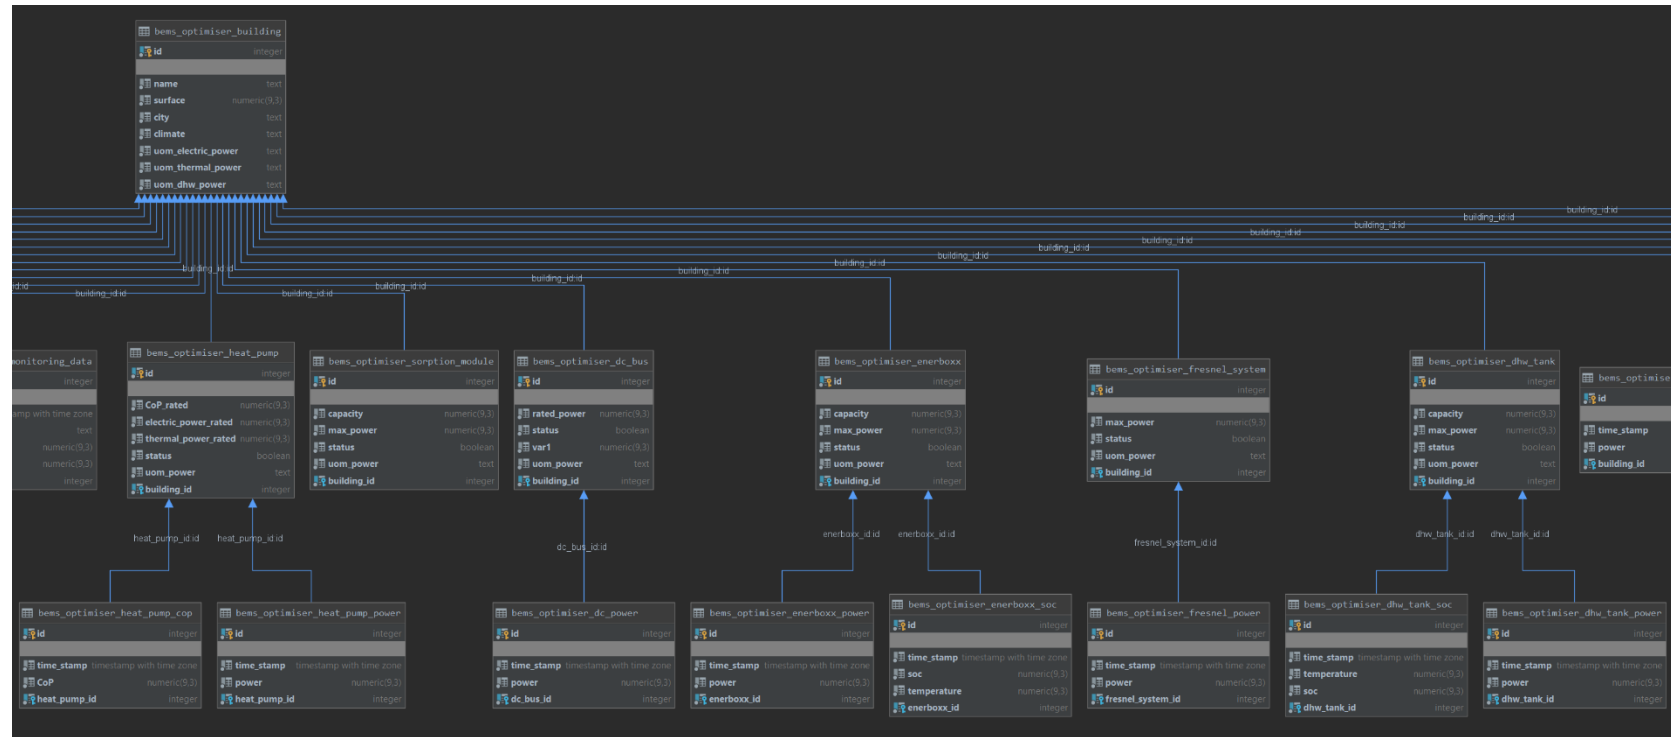 bems_optimiser_building
id integer
name text
surface numeric(9,3)
city text
climate text
uom_electric_power text
uom_thermal_power text
uom_dhw_power text
building_id:id
building_id:id
building_id:id
building_id:id
building_id:id
building_id:id
building_id:id
building_id:id
building_id:id
building_id:id
building_id:id
d:id
building_id:id
building_id:id
building_id:id
onitoring_data
integer
amp with time zone
text
numeric(9,3)
numeric(9,3)
integer
bems_optimiser_heat_pump
id integer
CoP_rated numeric(9,3)
electric_power_rated numeric(9,3)
thermal_power_rated numeric(9,3)
status boolean
uom_power text
building_id integer
bems_optimiser_sorption_module
id integer
capacity numeric(9,3)
max_power numeric(9,3)
status boolean
uom_power text
building_id integer
bems_optimiser_dc_bus
id integer
rated_power numeric(9,3)
status boolean
var1 numeric(9,3)
uom_power text
building_id integer
bems_optimiser_enerboxx
id integer
capacity numeric(9,3)
max_power numeric(9,3)
status boolean
uom_power text
building_id integer
bems_optimiser_fresnel_system
id integer
max_power numeric(9,3)
status boolean
uom_power text
building_id integer
bems_optimiser_dhw_tank
id integer
capacity numeric(9,3)
max_power numeric(9,3)
status boolean
uom_power text
building_id integer
bems_optimise
id
time_stamp
power
building_id
heat_pump_id:id
heat_pump_id:id
dc_bus_id:id
enerboxx_id:id
enerboxx_id:id
fresnel_system_id:id
dhw_tank_id:id
dhw_tank_id:id
bems_optimiser_heat_pump_cop
id integer
time_stamp timestamp with time zone
CoP numeric(9,3)
heat_pump_id integer
bems_optimiser_heat_pump_power
id integer
time_stamp timestamp with time zone
power numeric(9,3)
heat_pump_id integer
bems_optimiser_dc_power
id integer
time_stamp timestamp with time zone
power numeric(9,3)
dc_bus_id integer
bems_optimiser_enerboxx_power
id integer
time_stamp timestamp with time zone
power numeric(9,3)
enerboxx_id integer
bems_optimiser_enerboxx_soc
id integer
time_stamp timestamp with time zone
soc numeric(9,3)
temperature numeric(9,3)
enerboxx_id integer
bems_optimiser_fresnel_power
id integer
time_stamp timestamp with time zone
power numeric(9,3)
fresnel_system_id integer
bems_optimiser_dhw_tank_soc
id integer
time_stamp timestamp with time zone
temperature numeric(9,3)
soc numeric(9,3)
dhw_tank_id integer
bems_optimiser_dhw_tank_power
id integer
time_stamp timestamp with time zone
power numeric(9,3)
dhw_tank_id integer